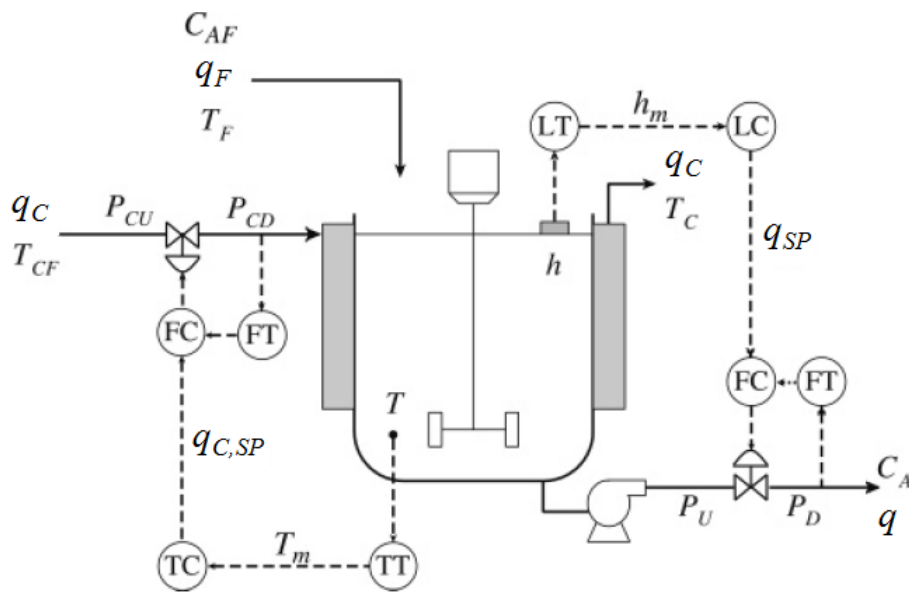 C_AF
q_F
T_F
LT
h_m
LC
q_C
T_C
q_C
P_CU
P_CD
T_CF
h
q_SP
FC
FT
FC
FT
T
q_C,SP
C_A
P_U
P_D
q
TC
T_m
TT